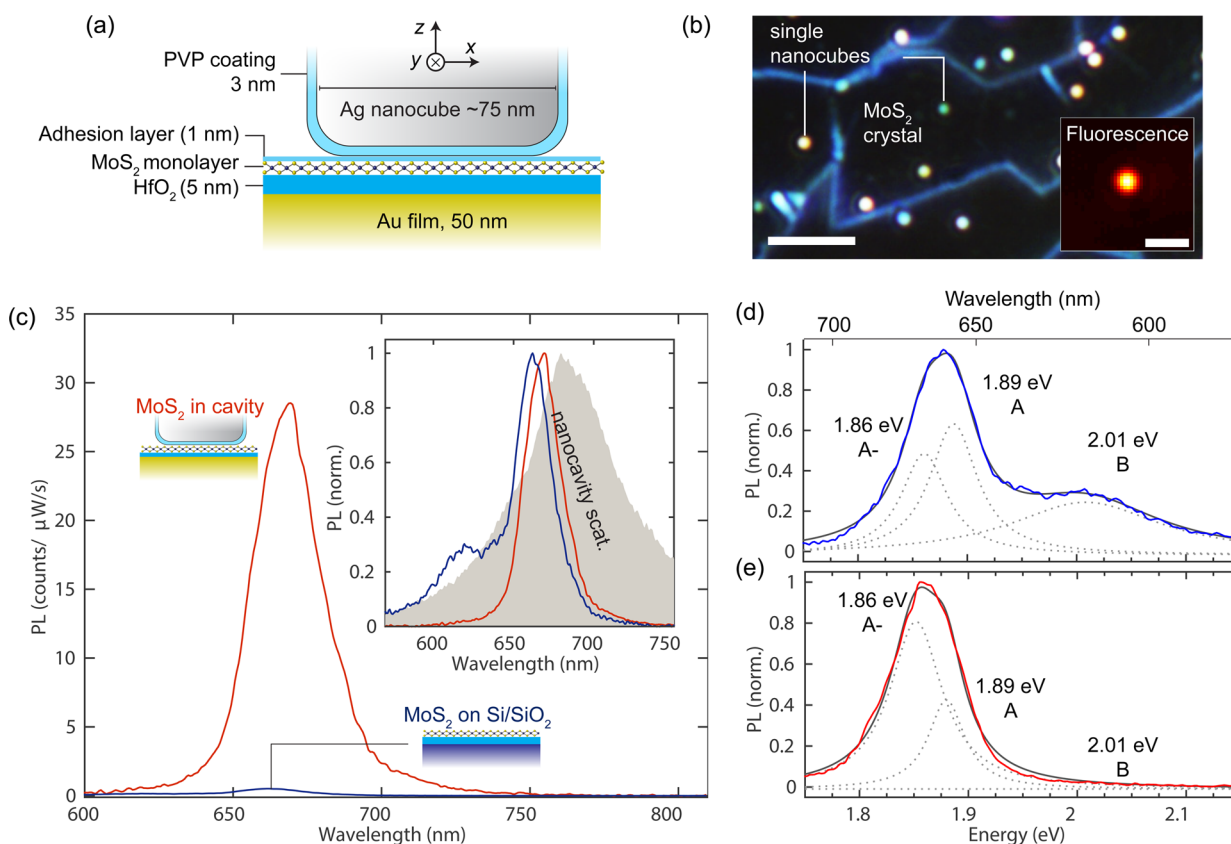 (a)
PVP coating
3 nm
z
y
x
Ag nanocube ~75 nm
Adhesion layer (1 nm)
MoS2 monolayer
HfO2 (5 nm)
Au film, 50 nm
(b)
single
nanocubes
MoS2
crystal
Fluorescence
(c)
35
30
25
20
15
10
5
0
PL (counts/ µW/s)
600
650
700
750
800
Wavelength (nm)
MoS2 in cavity
MoS2 on Si/SiO2
1
0.8
0.6
0.4
0.2
0
PL (norm.)
nanocavity scat.
600
650
700
750
Wavelength (nm)
(d)
Wavelength (nm)
700
650
600
1
0.8
0.6
0.4
0.2
0
PL (norm.)
1.86 eV
A-
1.89 eV
A
2.01 eV
B
(e)
1
0.8
0.6
0.4
0.2
0
PL (norm.)
1.86 eV
A-
1.89 eV
A
2.01 eV
B
1.8
1.9
2
2.1
Energy (eV)